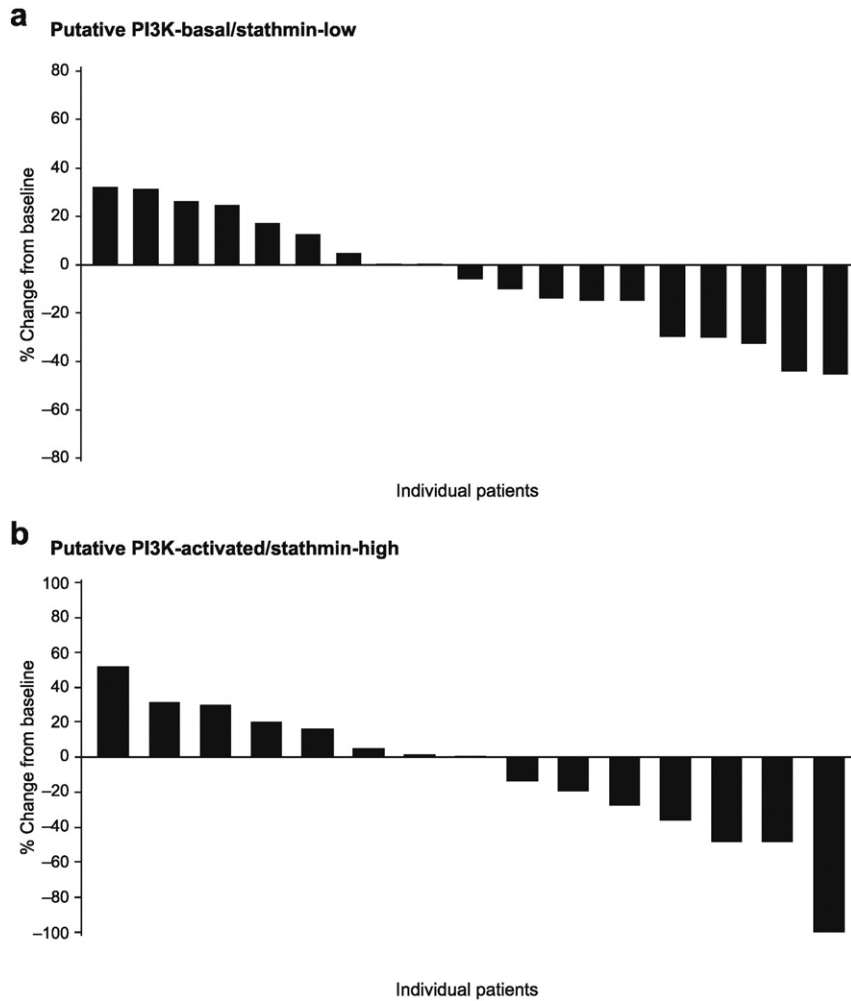 a
Putative PI3K-basal/stathmin-low
80
60
40
20
0
–20
–40
–60
–80
% Change from baseline
Individual patients
b
Putative PI3K-activated/stathmin-high
100
80
60
40
20
0
–20
–40
–60
–80
–100
% Change from baseline
Individual patients